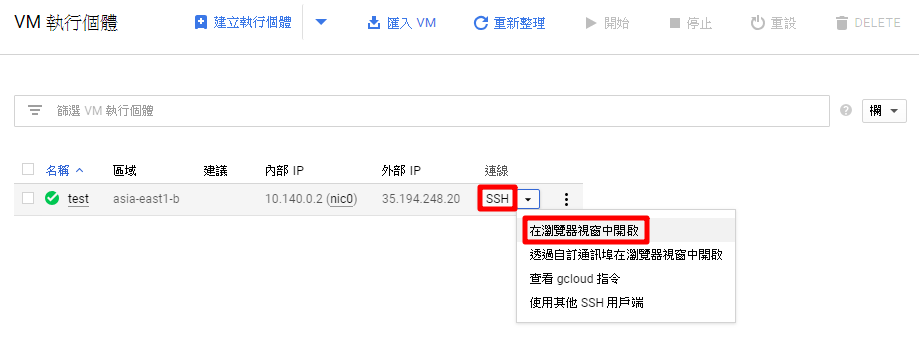 VM 執行個體 建立執行個體 匯入 VM 重新整理 開始 停止 重設 DELETE
篩選 VM 執行個體 ? 欄
名稱 區域 建議 內部 IP 外部 IP 連線
test asia-east1-b 10.140.0.2 (nic0) 35.194.248.20 SSH
在瀏覽器視窗中開啟
透過自訂通訊埠在瀏覽器視窗中開啟
查看 gcloud 指令
使用其他 SSH 用戶端